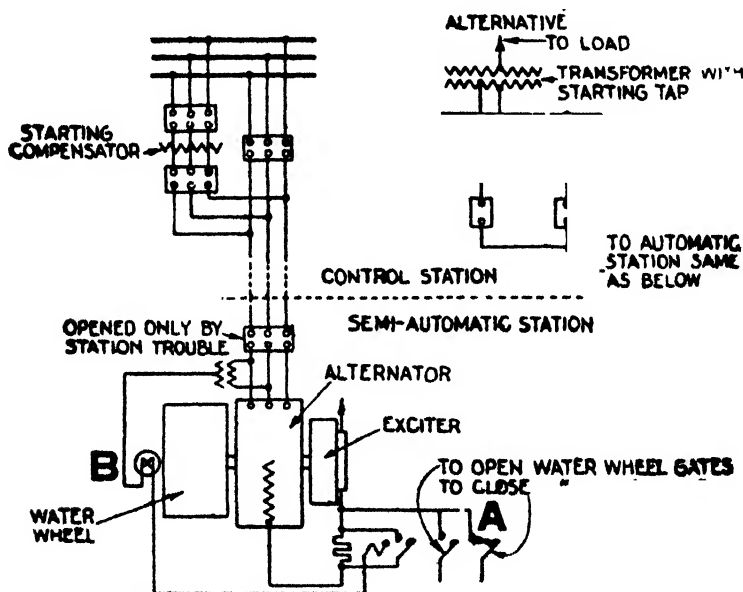 ALTERNATIVE
TO LOAD
TRANSFORMER WITH
STARTING TAP
STARTING
COMPENSATOR
TO AUTOMATIC
STATION SAME
AS BELOW
CONTROL STATION
SEMI-AUTOMATIC STATION
OPENED ONLY BY
STATION TROUBLE
ALTERNATOR
EXCITER
B
TO OPEN WATER WHEEL GATES
TO CLOSE "
A
WATER
WHEEL